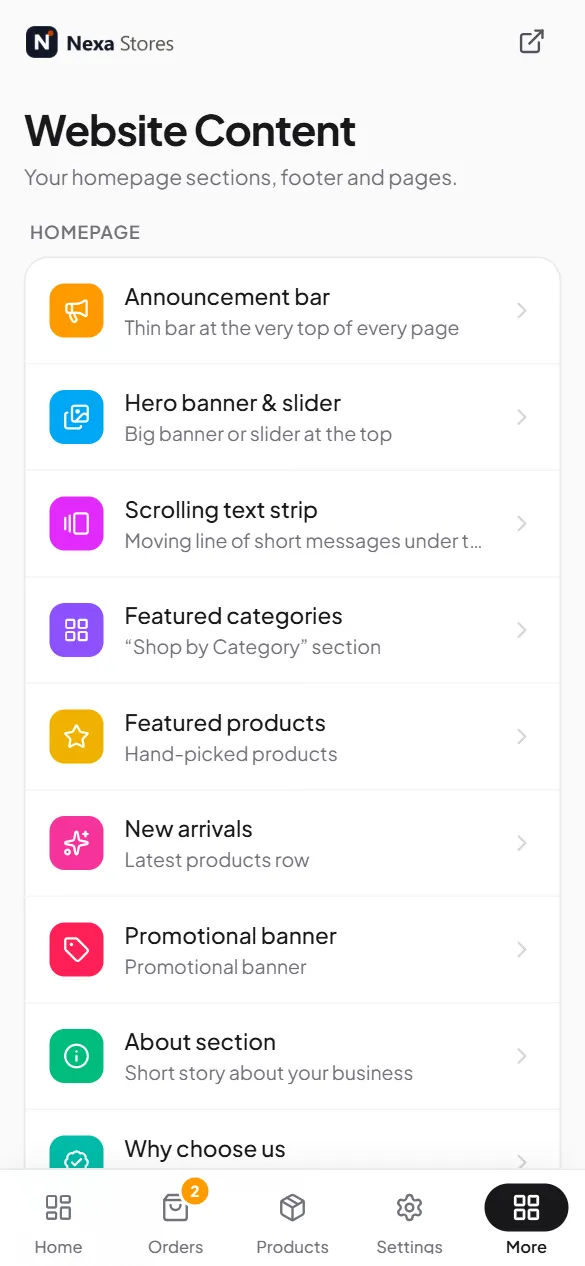 N Nexa Stores
Website Content
Your homepage sections, footer and pages.
HOMEPAGE
Announcement bar
Thin bar at the very top of every page
Hero banner & slider
Big banner or slider at the top
Scrolling text strip
Moving line of short messages under t...
Featured categories
“Shop by Category” section
Featured products
Hand-picked products
New arrivals
Latest products row
Promotional banner
Promotional banner
About section
Short story about your business
Why choose us
2
Home
Orders
Products
Settings
More